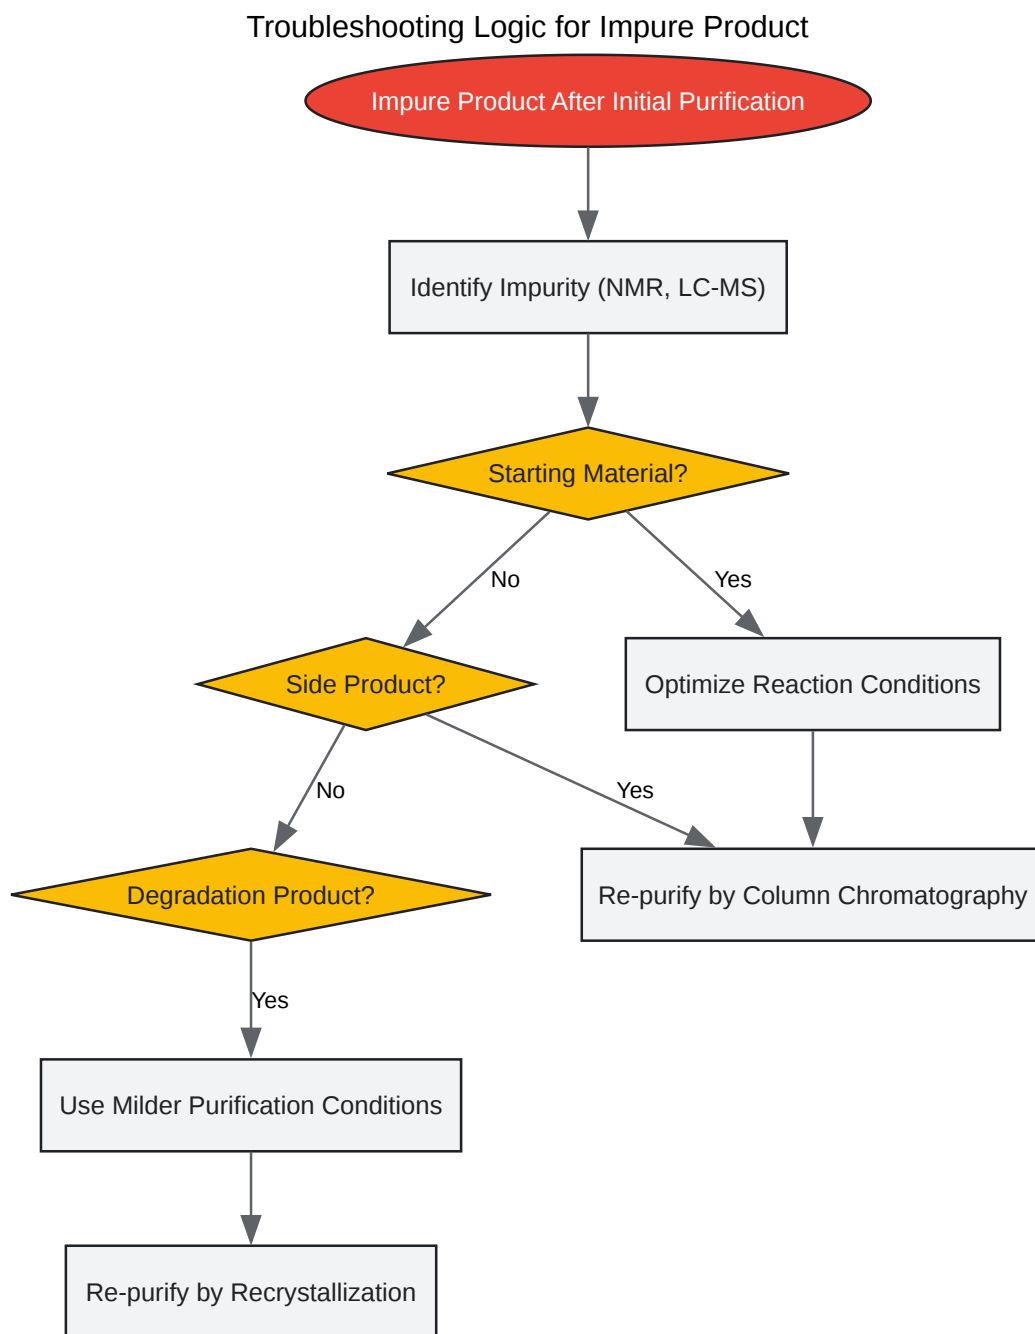 Troubleshooting Logic for Impure Product
Impure Product After Initial Purification
Identify Impurity (NMR, LC-MS)
Starting Material?
No
Yes
Side Product?
Optimize Reaction Conditions
No
Yes
Degradation Product?
Re-purify by Column Chromatography
Yes
Use Milder Purification Conditions
Re-purify by Recrystallization